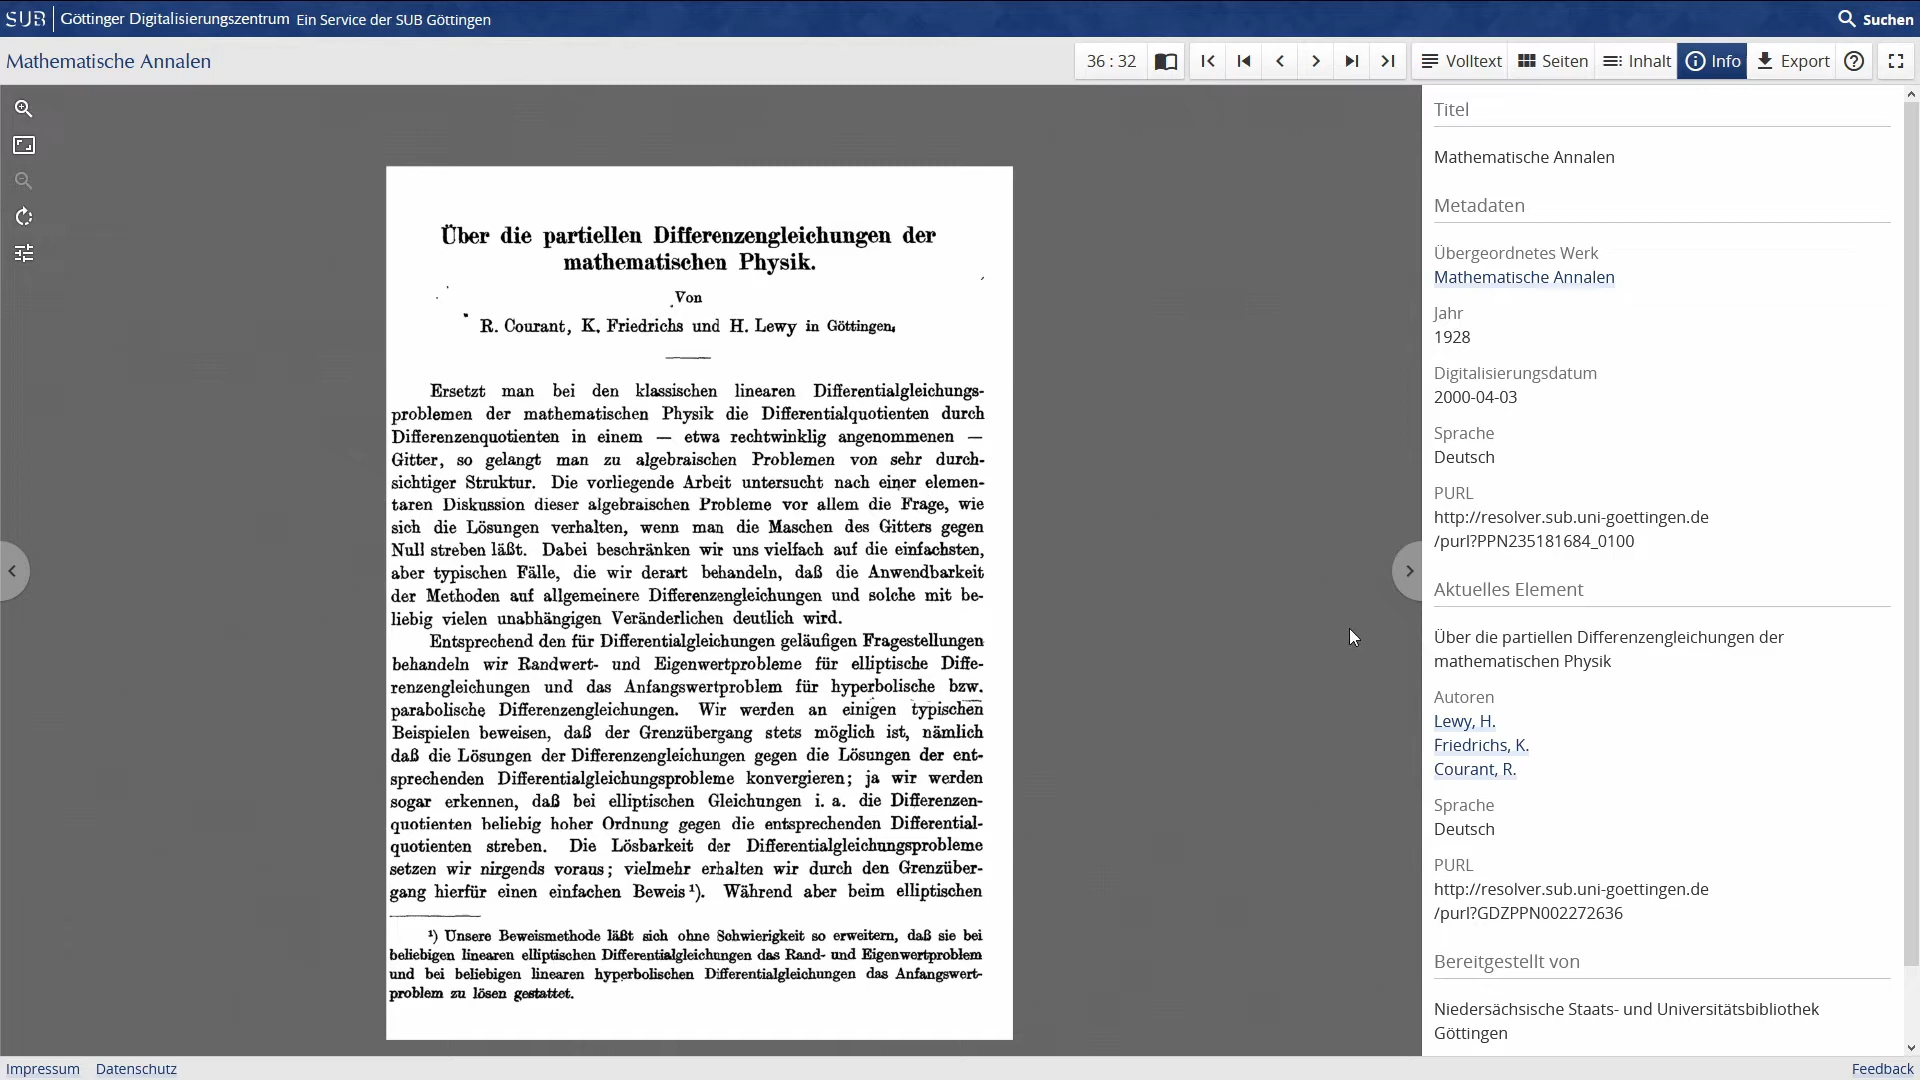 SUB Göttinger Digitalisierungszentrum Ein Service der SUB Göttingen
Suchen
Mathematische Annalen
36 : 32
Volltext
Seiten
Inhalt
Info
Export
Über die partiellen Differenzengleichungen der
mathematischen Physik.
Von
R. Courant, K. Friedrichs und H. Lewy in Göttingen.
Ersetzt man bei den klassischen linearen Differentialgleichungs-
problemen der mathematischen Physik die Differentialquotienten durch
Differenzenquotienten in einem — etwa rechtwinklig angenommenen —
Gitter, so gelangt man zu algebraischen Problemen von sehr durch-
sichtiger Struktur. Die vorliegende Arbeit untersucht nach einer elemen-
taren Diskussion dieser algebraischen Probleme vor allem die Frage, wie
sich die Lösungen verhalten, wenn man die Maschen des Gitters gegen
Null streben läßt. Dabei beschränken wir uns vielfach auf die einfachsten,
aber typischen Fälle, die wir derart behandeln, daß die Anwendbarkeit
der Methoden auf allgemeinere Differenzengleichungen und solche mit be-
liebig vielen unabhängigen Veränderlichen deutlich wird.
Entsprechend den für Differentialgleichungen geläufigen Fragestellungen
behandeln wir Randwert- und Eigenwertprobleme für elliptische Diffe-
renzengleichungen und das Anfangswertproblem für hyperbolische bzw.
parabolische Differenzengleichungen. Wir werden an einigen typischen
Beispielen beweisen, daß der Grenzübergang stets möglich ist, nämlich
daß die Lösungen der Differenzengleichungen gegen die Lösungen der ent-
sprechenden Differentialgleichungsprobleme konvergieren; ja wir werden
sogar erkennen, daß bei elliptischen Gleichungen i. a. die Differenzen-
quotienten beliebig hoher Ordnung gegen die entsprechenden Differential-
quotienten streben. Die Lösbarkeit der Differentialgleichungsprobleme
setzen wir nirgends voraus; vielmehr erhalten wir durch den Grenzüber-
gang hierfür einen einfachen Beweis¹). Während aber beim elliptischen
¹) Unsere Beweismethode läßt sich ohne Schwierigkeit so erweitern, daß sie bei
beliebigen linearen elliptischen Differentialgleichungen das Rand- und Eigenwertproblem
und bei beliebigen linearen hyperbolischen Differentialgleichungen das Anfangswert-
problem zu lösen gestattet.
Titel
Mathematische Annalen
Metadaten
Übergeordnetes Werk
Mathematische Annalen
Jahr
1928
Digitalisierungsdatum
2000-04-03
Sprache
Deutsch
PURL
http://resolver.sub.uni-goettingen.de
/purl?PPN235181684_0100
Aktuelles Element
Über die partiellen Differenzengleichungen der
mathematischen Physik
Autoren
Lewy, H.
Friedrichs, K.
Courant, R.
Sprache
Deutsch
PURL
http://resolver.sub.uni-goettingen.de
/purl?GDZPPN002272636
Bereitgestellt von
Niedersächsische Staats- und Universitätsbibliothek
Göttingen
Impressum
Datenschutz
Feedback